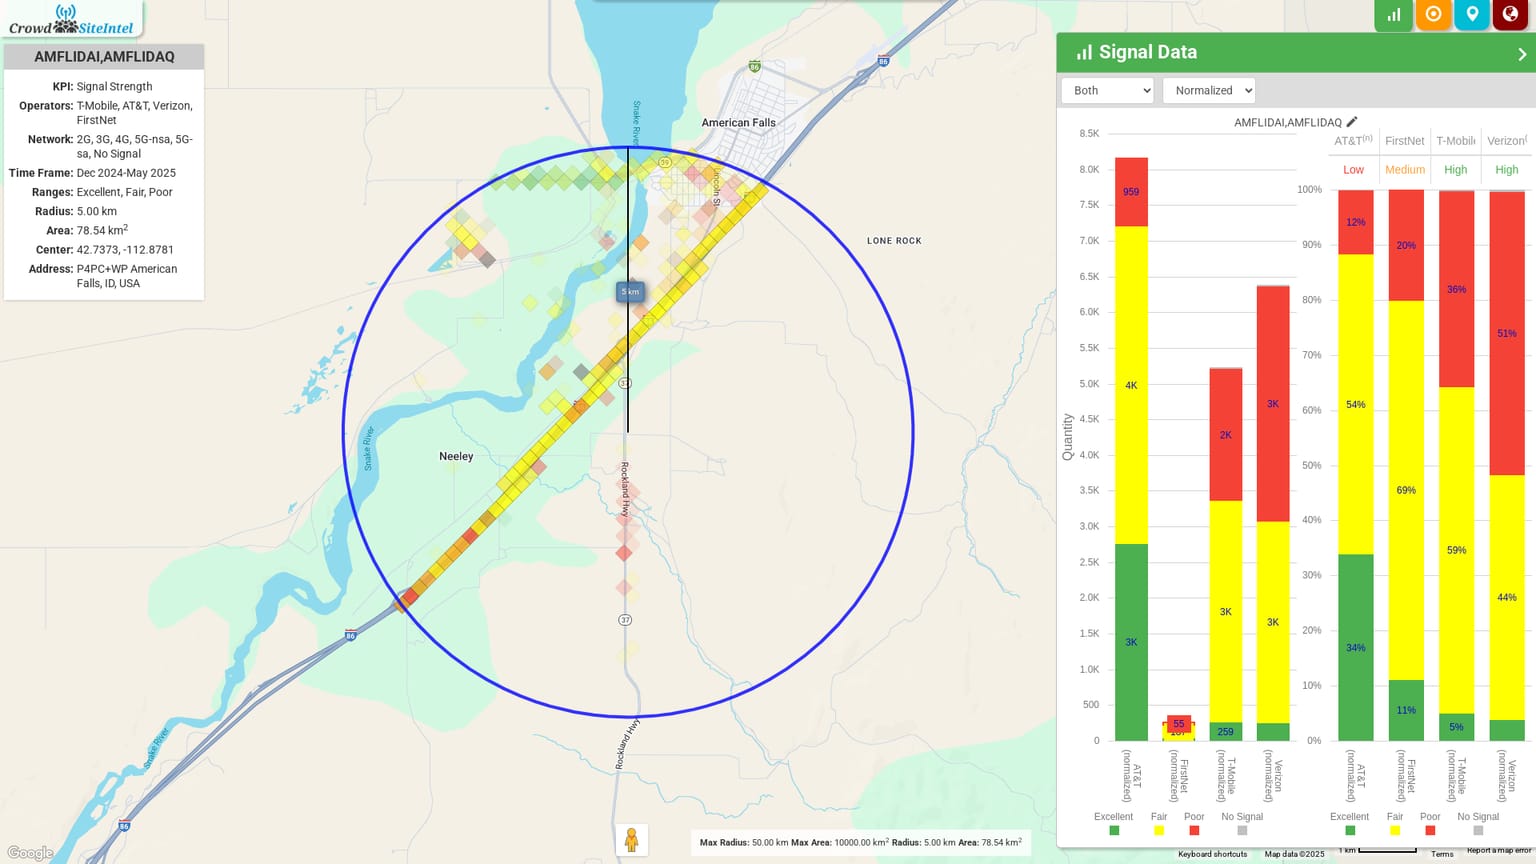 Crowd SiteIntel
AMFLIDAI,AMFLIDAQ
KPI: Signal Strength
Operators: T-Mobile, AT&T, Verizon,
FirstNet
Network: 2G, 3G, 4G, 5G-nsa, 5G-
sa, No Signal
Time Frame: Dec 2024-May 2025
Ranges: Excellent, Fair, Poor
Radius: 5.00 km
Area: 78.54 km2
Center: 42.7373, -112.8781
Address: P4PC+WP American
Falls, ID, USA
86
86
Snake River
American Falls
39
Lincoln St
LONE ROCK
5 km
37
Neeley
Snake River
Rockland Hwy
37
86
Rockland Hwy
Snake River
86
Google
Max Radius: 50.00 km Max Area: 10000.00 km2 Radius: 5.00 km Area: 78.54 km2
Signal Data
Both
Normalized
AMFLIDAI,AMFLIDAQ
8.5K
8.0K
7.5K
7.0K
6.5K
6.0K
5.5K
5.0K
4.5K
4.0K
3.5K
3.0K
2.5K
2.0K
1.5K
1.0K
500
0
Quantity
959
4K
3K
55
2K
3K
259
3K
3K
AT&T (normalized)
FirstNet (normalized)
T-Mobile (normalized)
Verizon (normalized)
Excellent Fair Poor No Signal
AT&T(n) FirstNet T-Mobile Verizon(
Low Medium High High
100%
90%
80%
70%
60%
50%
40%
30%
20%
10%
0%
12%
54%
34%
20%
69%
11%
36%
59%
5%
51%
44%
AT&T (normalized)
FirstNet (normalized)
T-Mobile (normalized)
Verizon (normalized)
Excellent Fair Poor No Signal
Keyboard shortcuts Map data ©2025 1 km Terms Report a map error